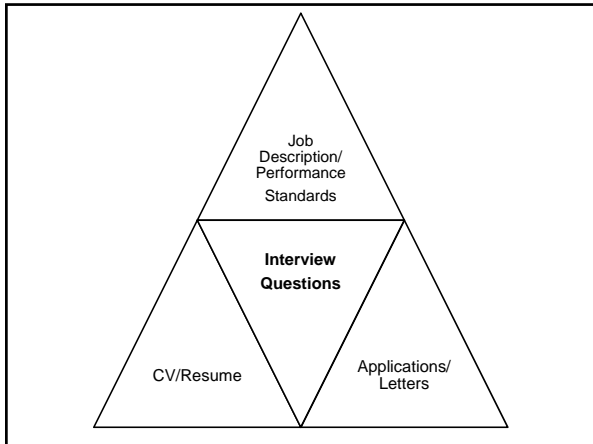 Job
Description/
Performance
Standards
Interview
Questions
CV/Resume
Applications/
Letters